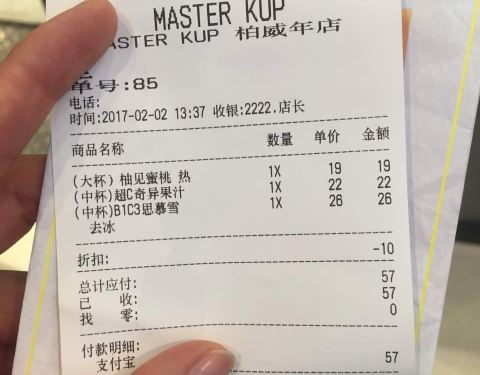 MASTER KUP
MASTER KUP 柏威年店
单号:85
电话:
时间:2017-02-02 13:37 收银:2222.店长
商品名称 数量 单价 金额
(大杯) 柚见蜜桃 热 1X 19 19
(中杯)超C奇异果汁 1X 22 22
(中杯)B1C3思慕雪 1X 26 26
去冰
折扣: -10
总计应付: 57
已 收: 57
找 零: 0
付款明细:
支付宝 57